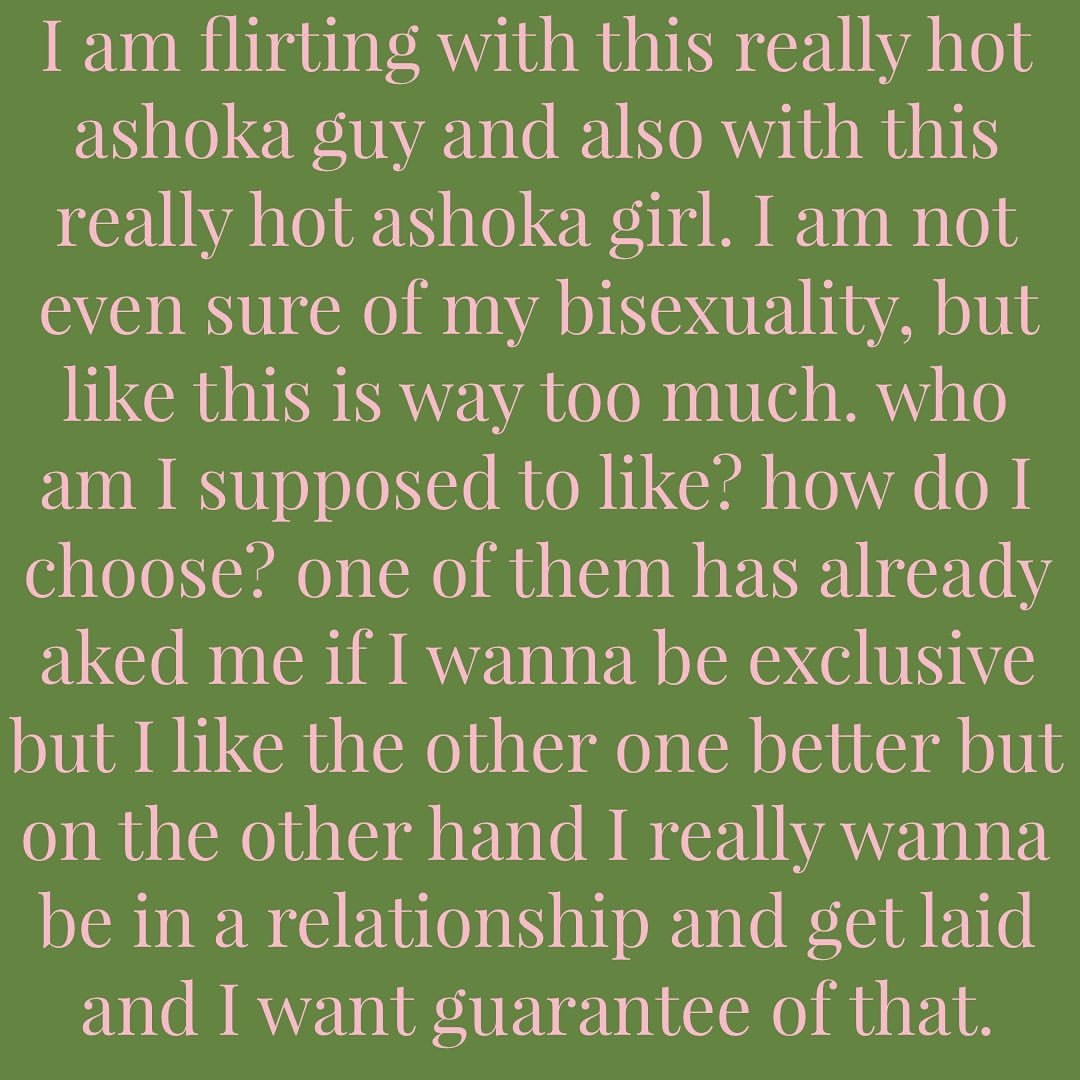 I am flirting with this really hot
ashoka guy and also with this
really hot ashoka girl. I am not
even sure of my bisexuality, but
like this is way too much. who
am I supposed to like? how do I
choose? one of them has already
aked me if I wanna be exclusive
but I like the other one better but
on the other hand I really wanna
be in a relationship and get laid
and I want guarantee of that.